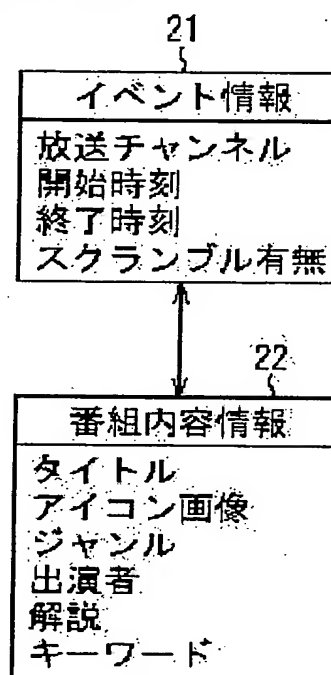 21
イベント情報
放送チャンネル
開始時刻
終了時刻
スクランブル有無
22
番組内容情報
タイトル
アイコン画像
ジャンル
出演者
解説
キーワード